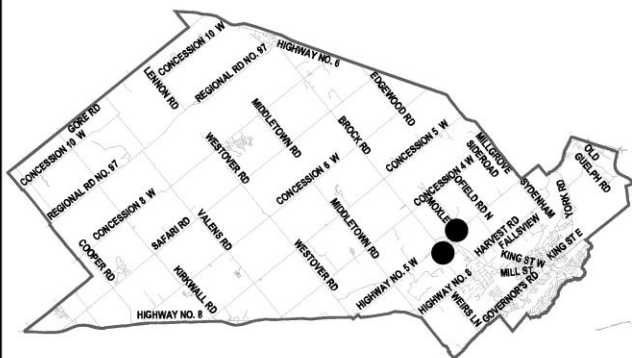 CONCESSION 10 W
HIGHWAY NO. 6
REGIONAL RD NO. 97
LENNON RD
GORE RD
EDGEWOOD RD
MIDDLETOWN RD
BROCK RD
CONCESSION 10 W
WESTOVER RD
CONCESSION 5 W
MILLGROVE
SIDEROAD
OLD
GUELPH RD
REGIONAL RD NO. 97
CONCESSION 6 W
CONCESSION 4 W
SYDENHAM
YORK RD
OFIELD RD N
MOXLEY
CONCESSION 8 W
VALENS RD
MIDDLETOWN RD
HARVEST RD
FALLSVIEW
SAFARI RD
COOPER RD
WESTOVER RD
KING ST W
KING ST E
MILL ST
KIRKWALL RD
HIGHWAY NO. 5 W
HIGHWAY NO. 8
WEIRS LN
GOVERNOR'S RD
HIGHWAY NO. 8